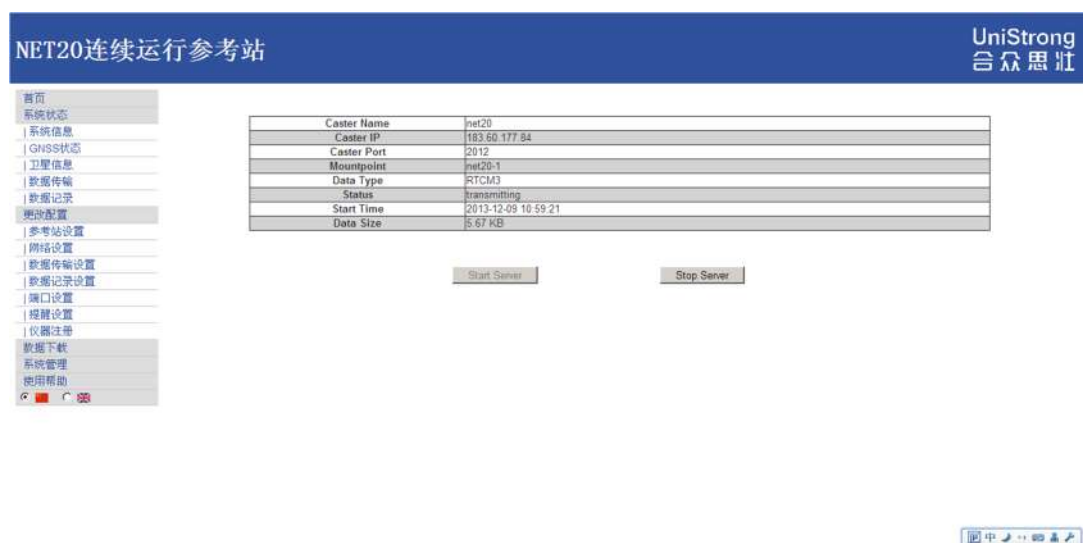 NET20连续运行参考站
UniStrong
合众思壮
首页
系统状态
|系统信息
|GNSS状态
|卫星信息
|数据传输
|数据记录
更改配置
|参考站设置
|网络设置
|数据传输设置
|数据记录设置
|端口设置
|提醒设置
|仪器注册
数据下载
系统管理
使用帮助
Caster Name net20
Caster IP 183.60.177.84
Caster Port 2012
Mountpoint net20-1
Data Type RTCM3
Status transmitting
Start Time 2013-12-09 10:59:21
Data Size 5.67 KB
Start Server Stop Server
中